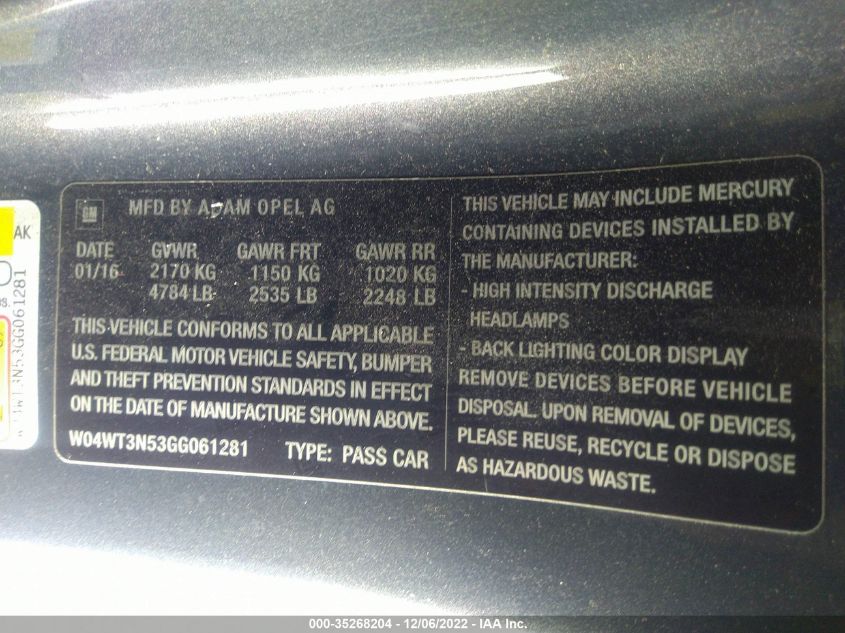 GM
MFD BY ADAM OPEL AG
DATE GVWR GAWR FRT GAWR RR
01/16 2170 KG 1150 KG 1020 KG
4784 LB 2535 LB 2248 LB
THIS VEHICLE CONFORMS TO ALL APPLICABLE
U.S. FEDERAL MOTOR VEHICLE SAFETY, BUMPER
AND THEFT PREVENTION STANDARDS IN EFFECT
ON THE DATE OF MANUFACTURE SHOWN ABOVE.
W04WT3N53GG061281 TYPE: PASS CAR
THIS VEHICLE MAY INCLUDE MERCURY
CONTAINING DEVICES INSTALLED BY
THE MANUFACTURER:
- HIGH INTENSITY DISCHARGE
HEADLAMPS
- BACK LIGHTING COLOR DISPLAY
REMOVE DEVICES BEFORE VEHICLE
DISPOSAL. UPON REMOVAL OF DEVICES,
PLEASE REUSE, RECYCLE OR DISPOSE
AS HAZARDOUS WASTE.
AK
000-35268204 - 12/06/2022 - IAA Inc.